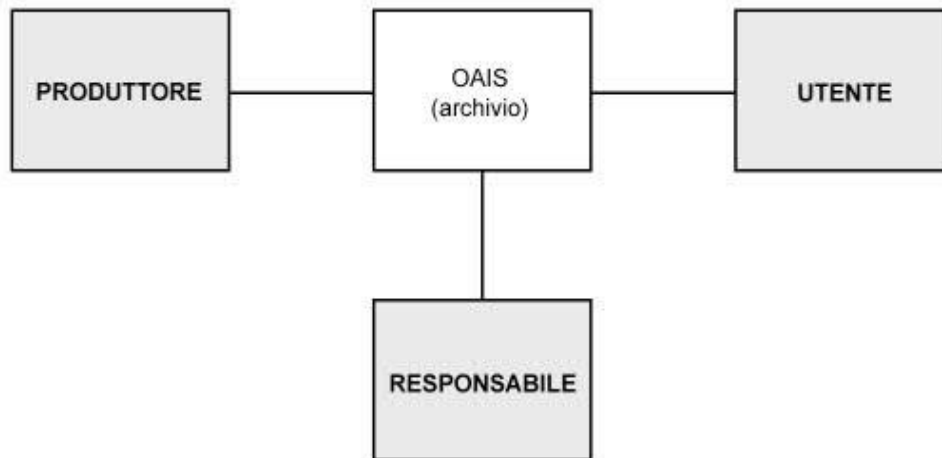 PRODUTTORE
OAIS
(archivio)
UTENTE
RESPONSABILE